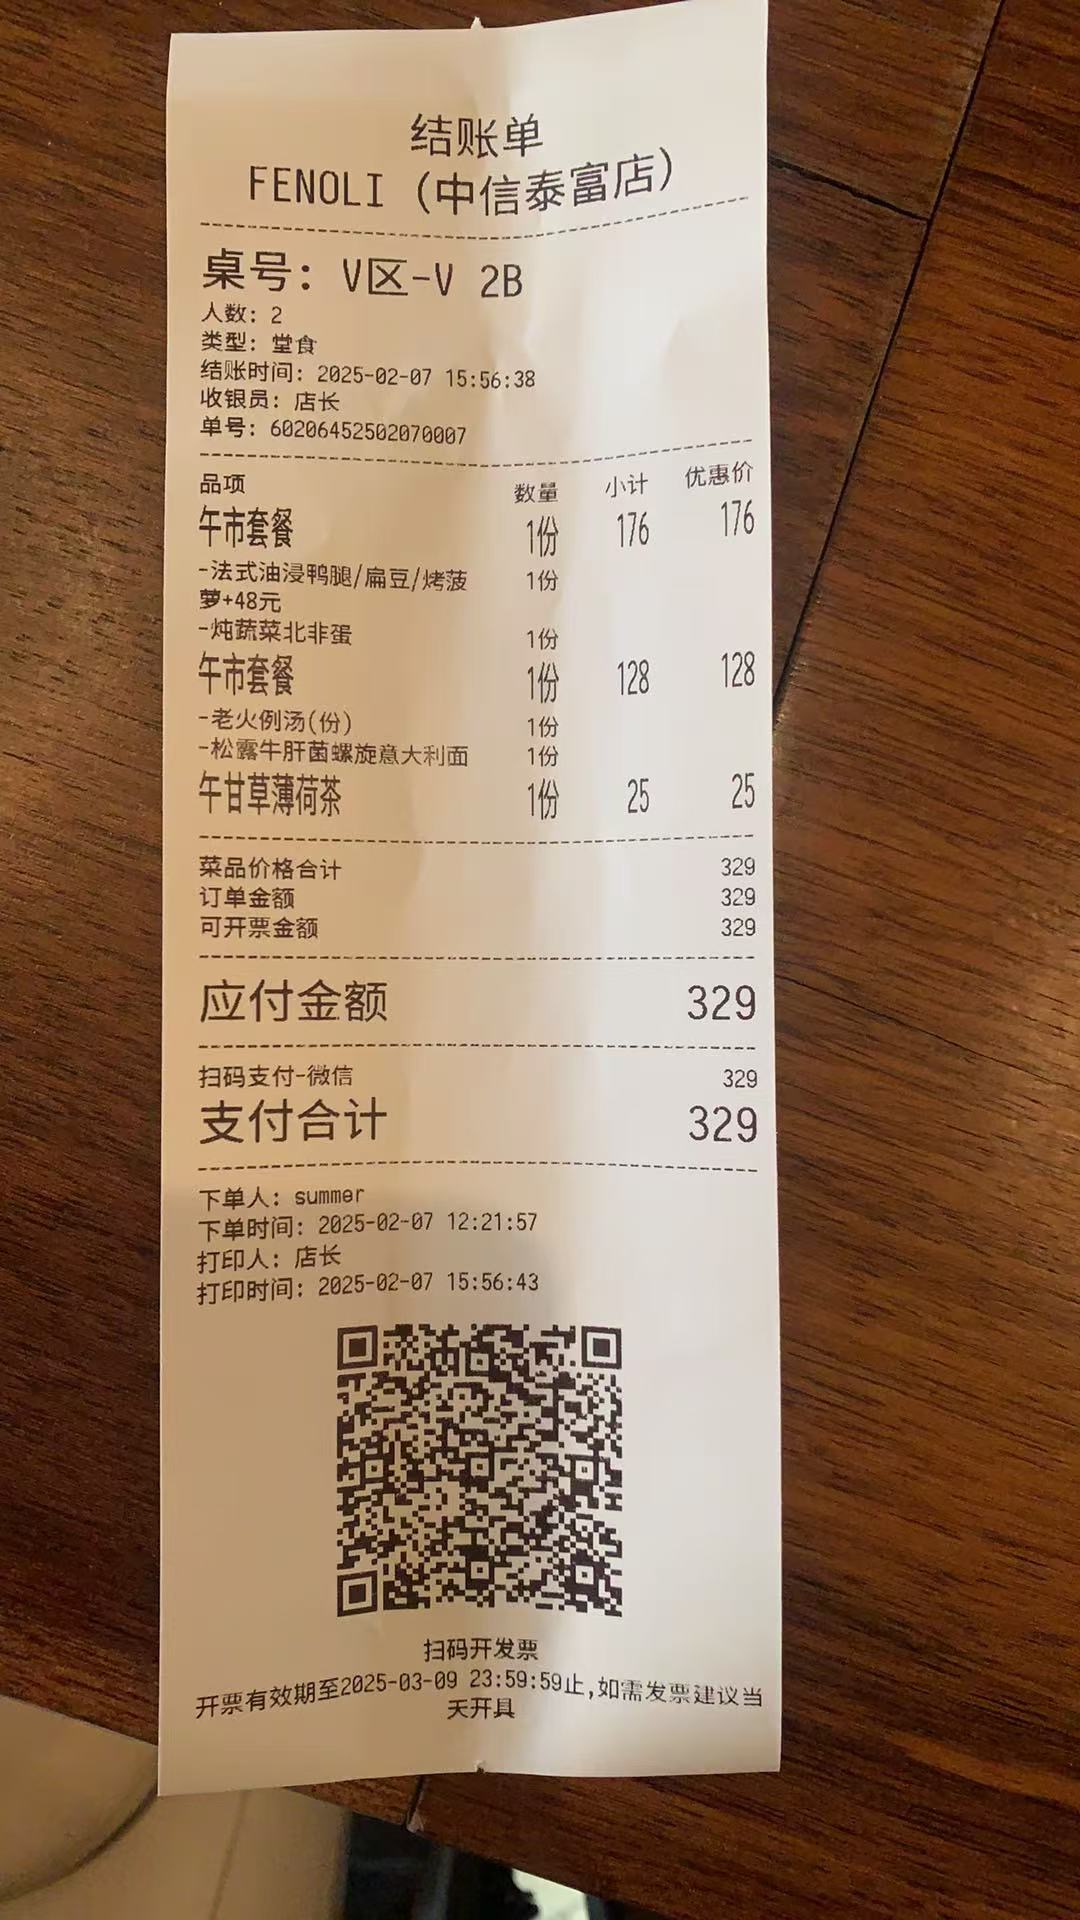 结账单
FENOLI (中信泰富店)
桌号: V区-V 2B
人数: 2
类型: 堂食
结账时间: 2025-02-07 15:56:38
收银员: 店长
单号: 60206452502070007
品项 数量 小计 优惠价
午市套餐 1份 176 176
-法式油浸鸭腿/扁豆/烤菠 1份
萝+48元
-炖蔬菜北非蛋 1份
午市套餐 1份 128 128
-老火例汤(份) 1份
-松露牛肝菌螺旋意大利面 1份
午甘草薄荷茶 1份 25 25
菜品价格合计 329
订单金额 329
可开票金额 329
应付金额 329
扫码支付-微信 329
支付合计 329
下单人: summer
下单时间: 2025-02-07 12:21:57
打印人: 店长
打印时间: 2025-02-07 15:56:43
扫码开发票
开票有效期至2025-03-09 23:59:59止,如需发票建议当
天开具